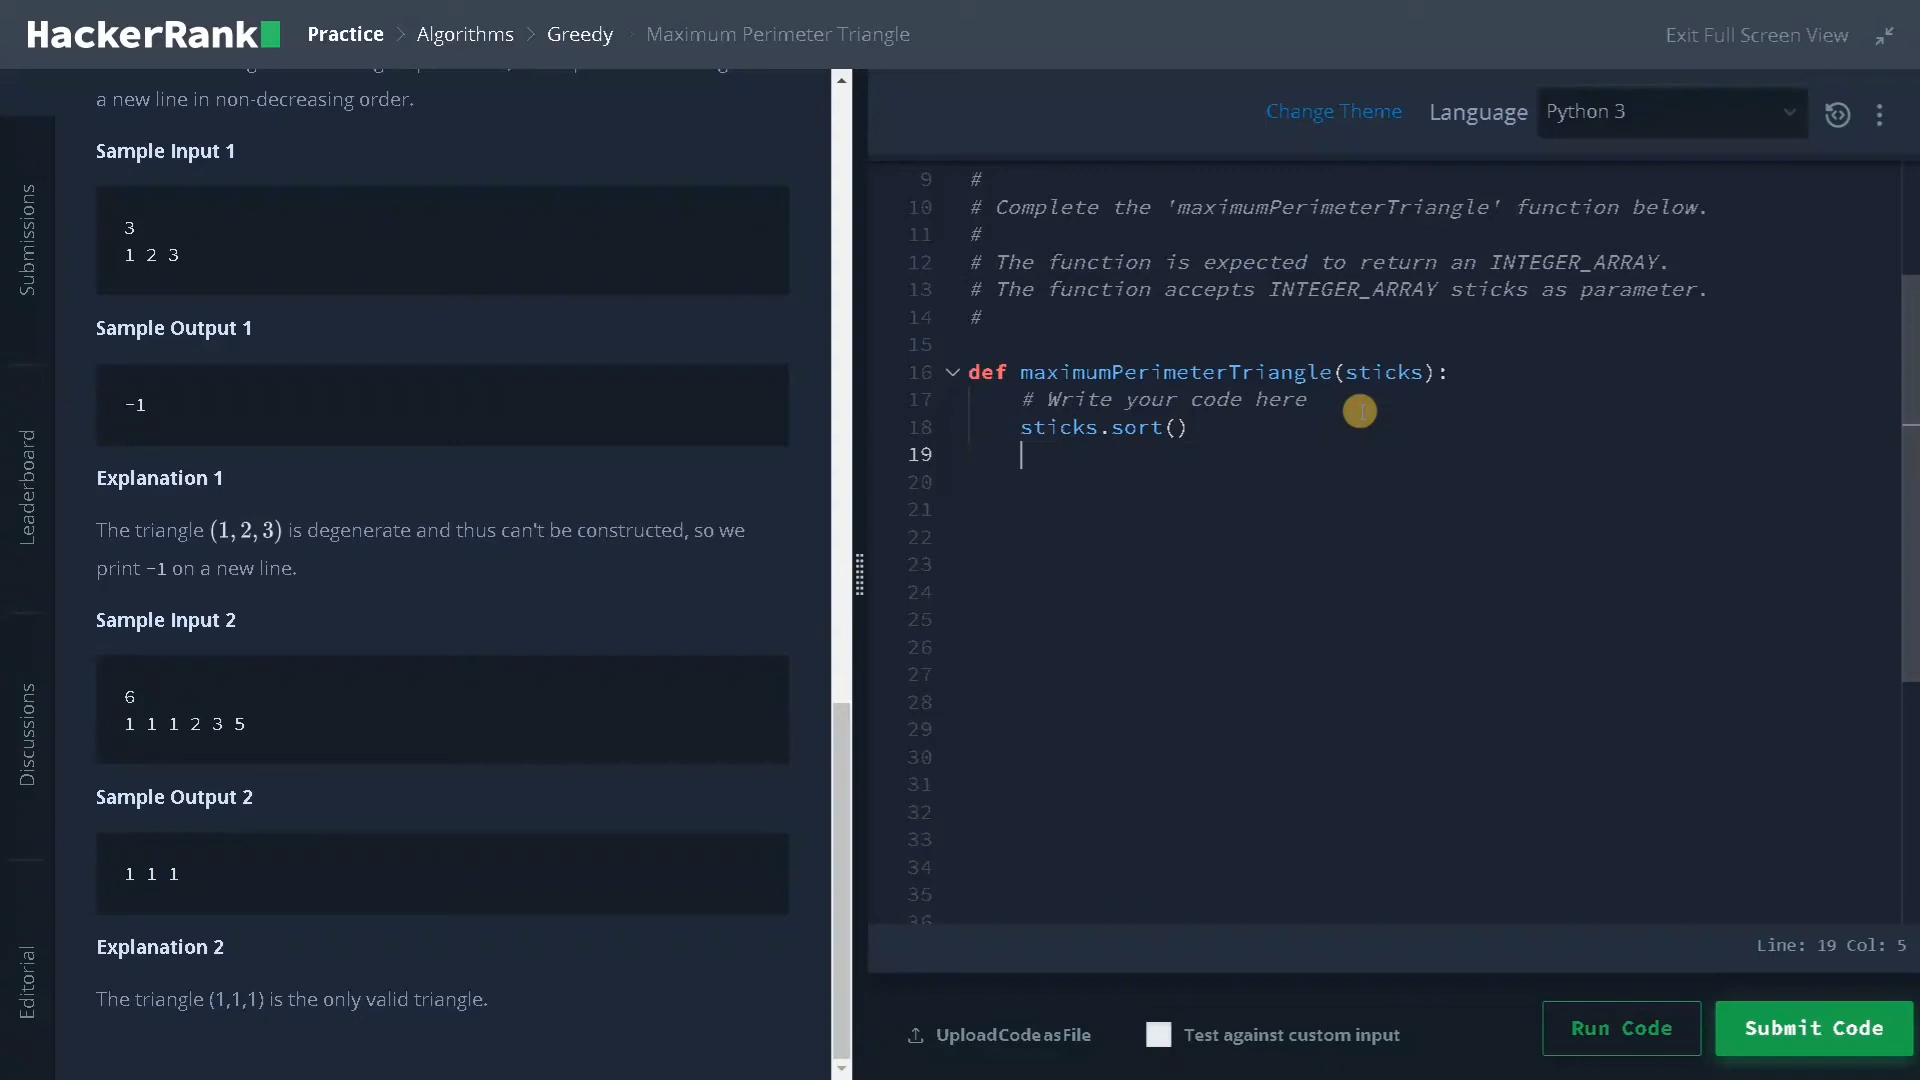 HackerRank
Practice > Algorithms > Greedy > Maximum Perimeter Triangle
Exit Full Screen View
Submissions
Leaderboard
Discussions
Editorial
a new line in non-decreasing order.
Sample Input 1
3
1 2 3
Sample Output 1
-1
Explanation 1
The triangle (1, 2, 3) is degenerate and thus can't be constructed, so we
print -1 on a new line.
Sample Input 2
6
1 1 1 2 3 5
Sample Output 2
1 1 1
Explanation 2
The triangle (1,1,1) is the only valid triangle.
Change Theme Language Python 3
9 #
10 # Complete the 'maximumPerimeterTriangle' function below.
11 #
12 # The function is expected to return an INTEGER_ARRAY.
13 # The function accepts INTEGER_ARRAY sticks as parameter.
14 #
15
16 def maximumPerimeterTriangle(sticks):
17 # Write your code here
18 sticks.sort()
19
20
21
22
23
24
25
26
27
28
29
30
31
32
33
34
35
36
Line: 19 Col: 5
Upload Code as File
Test against custom input
Run Code
Submit Code